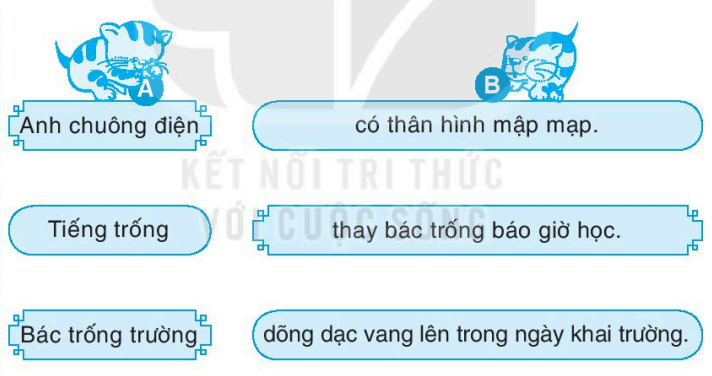 A
B
Anh chuông điện
có thân hình mập mạp.
KẾT NỐI TRI THỨC
VỚI CUỘC SỐNG
Tiếng trống
thay bác trống báo giờ học.
Bác trống trường
dõng dạc vang lên trong ngày khai trường.